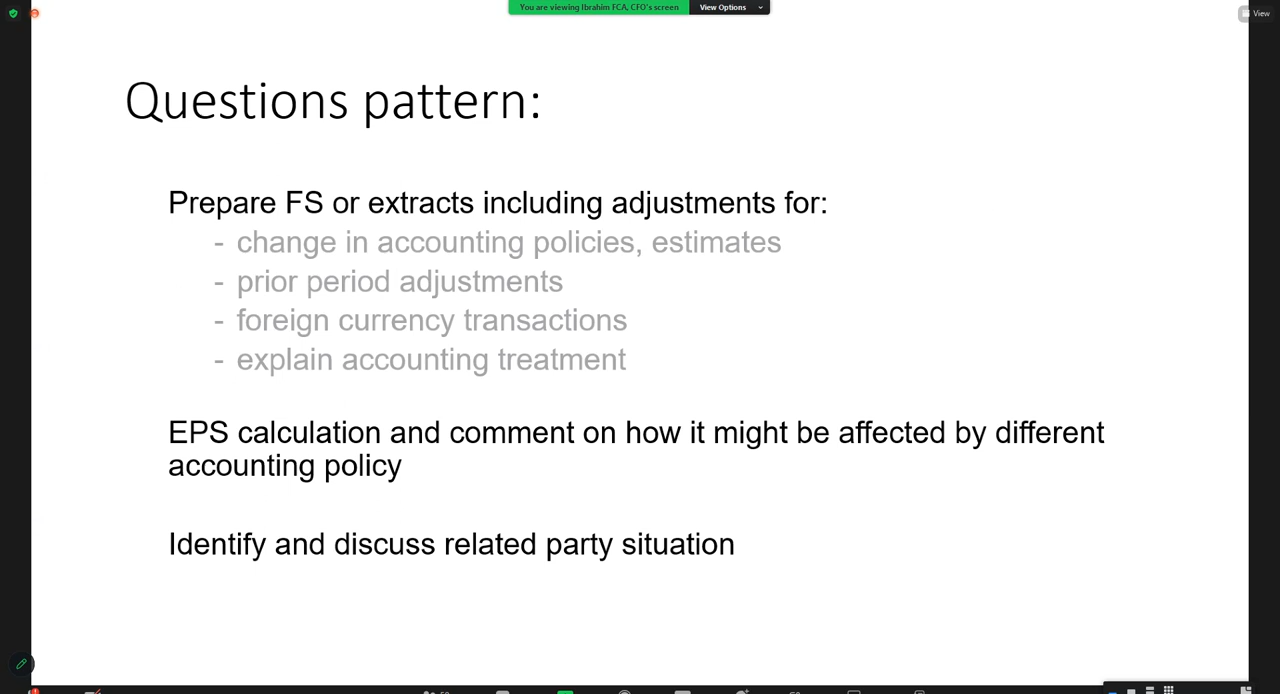 You are viewing Ibrahim FCA, CFO's screen
View Options
View
Questions pattern:
Prepare FS or extracts including adjustments for:
- change in accounting policies, estimates
- prior period adjustments
- foreign currency transactions
- explain accounting treatment
EPS calculation and comment on how it might be affected by different
accounting policy
Identify and discuss related party situation